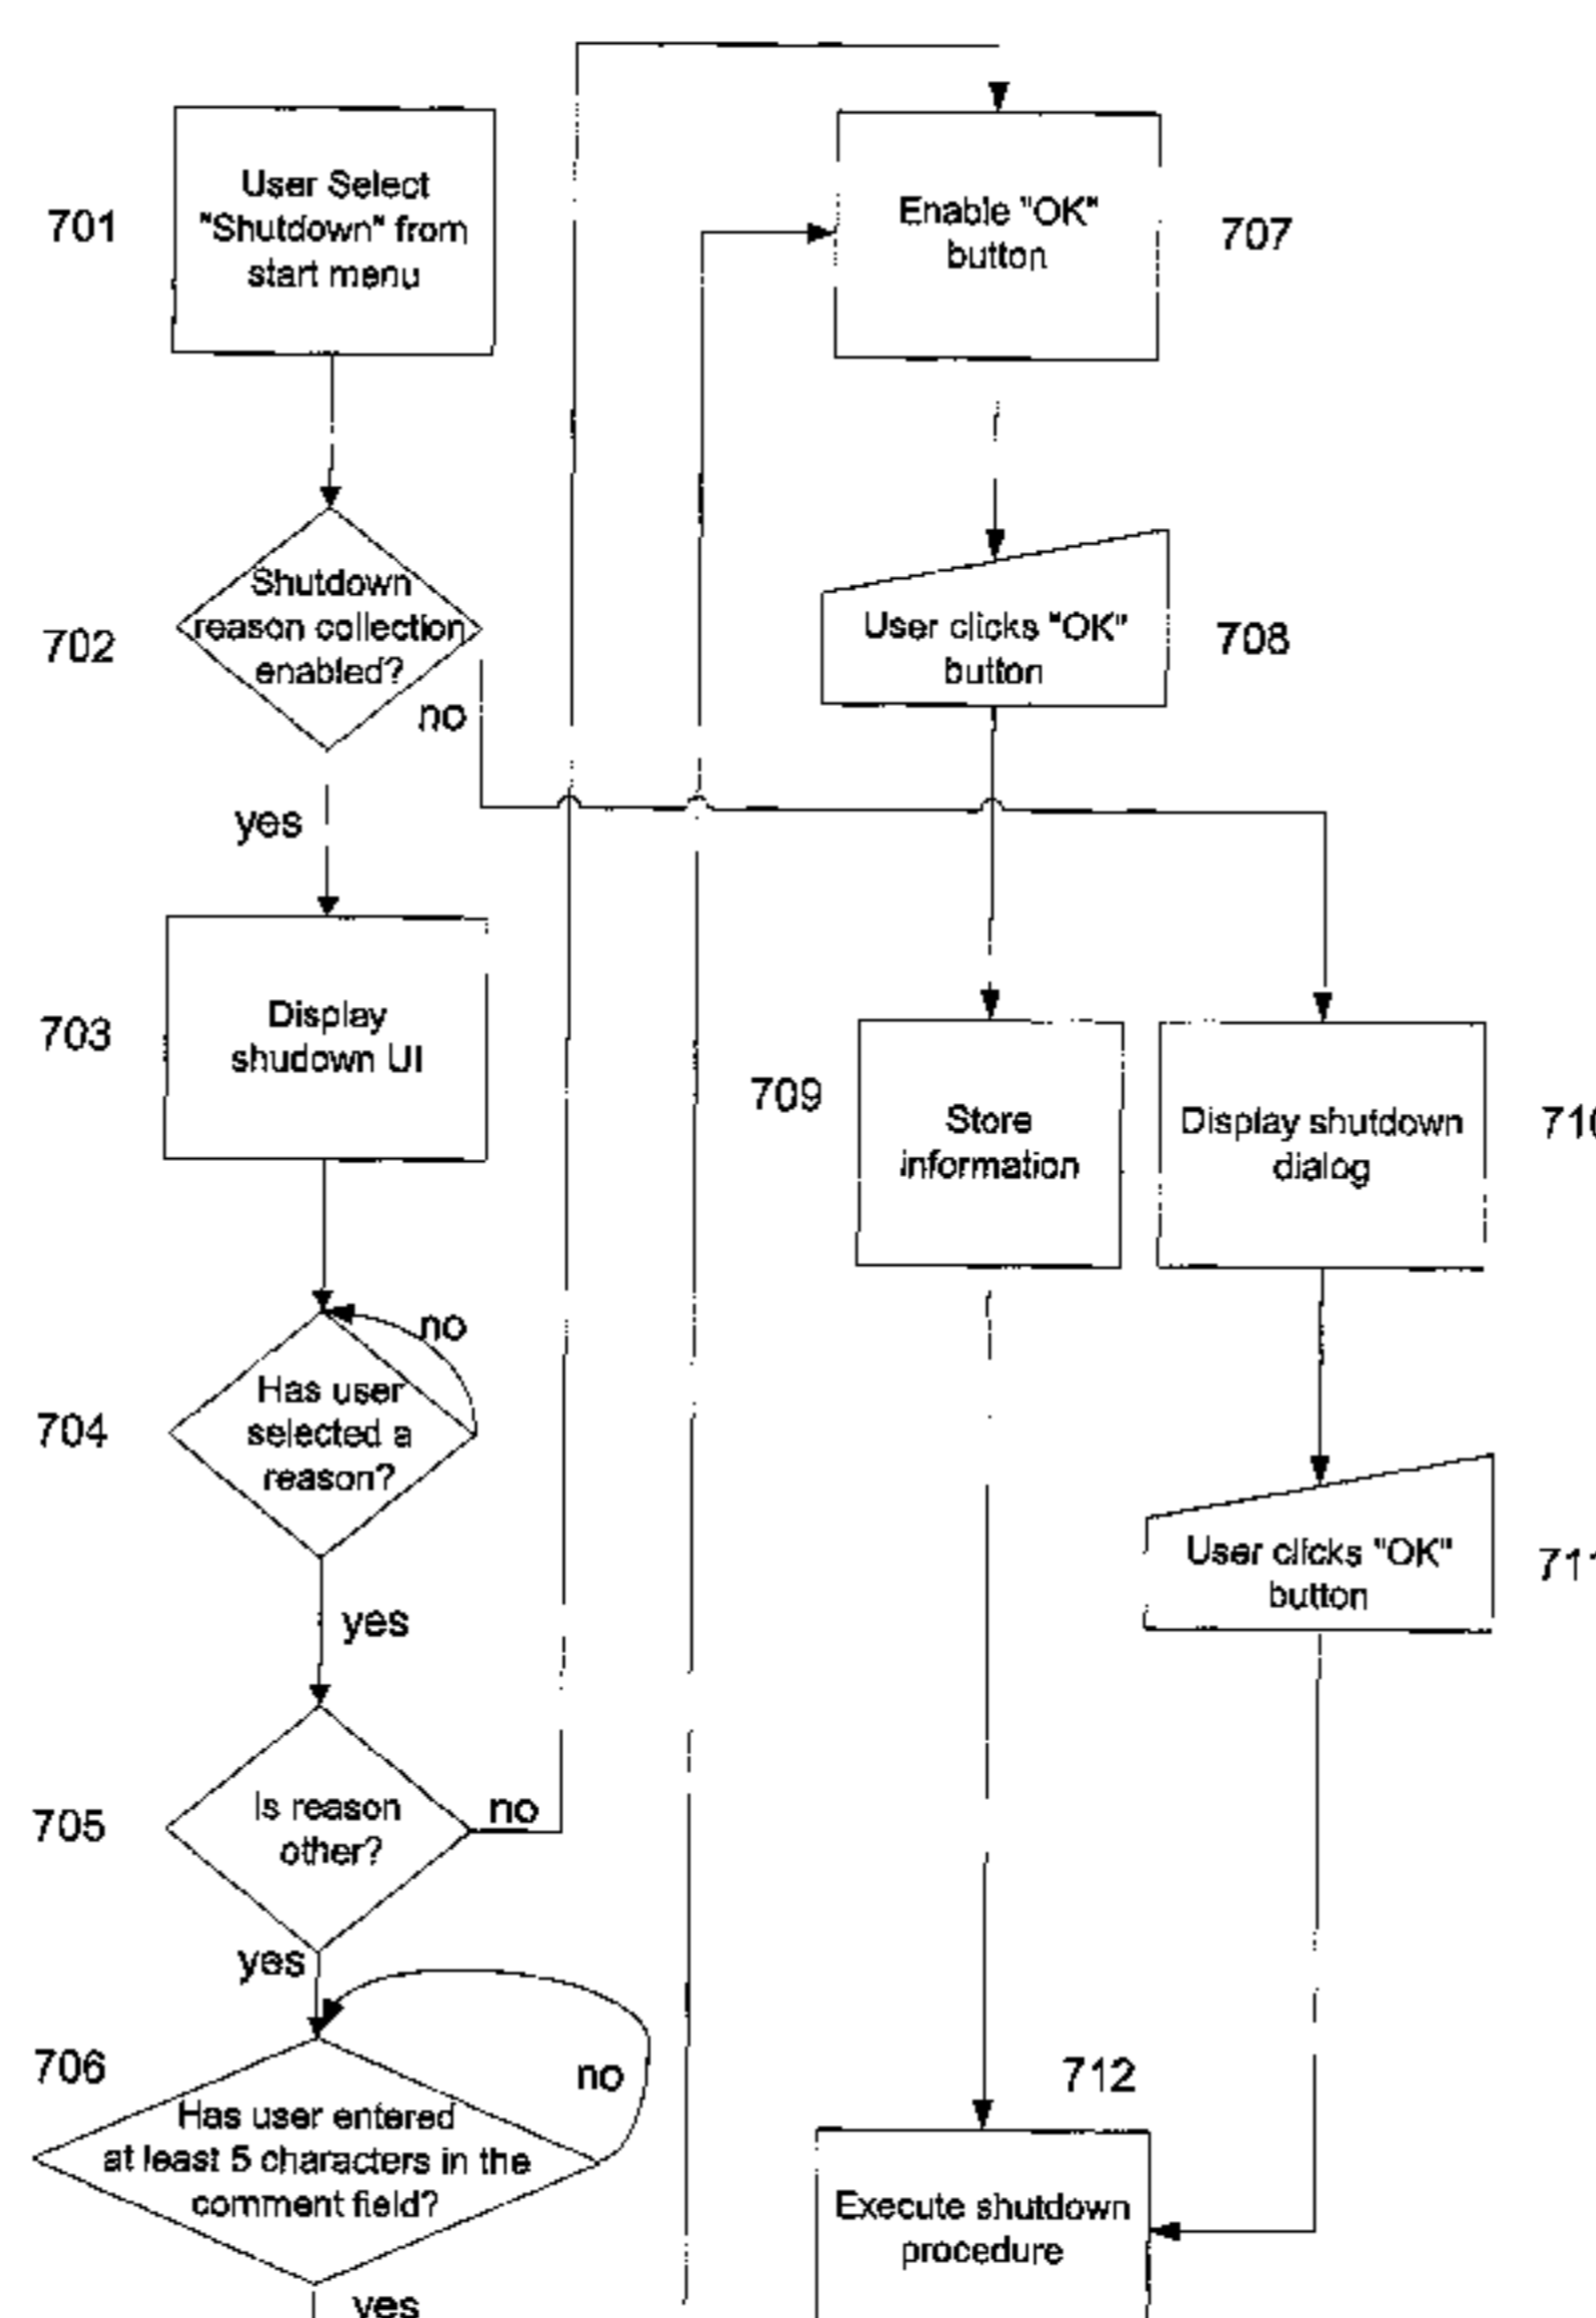 701
User Select
"Shutdown" from
start menu
702
Shutdown
reason collection
enabled?
no
yes
703
Display
shudown UI
704
no
Has user
selected a
reason?
yes
705
Is reason
other?
no
yes
706
no
Has user entered
at least 5 characters in the
comment field?
yes
Enable "OK"
button
707
User clicks "OK"
button
708
709
Store
information
Display shutdown
dialog
710
User clicks "OK"
button
711
712
Execute shutdown
procedure